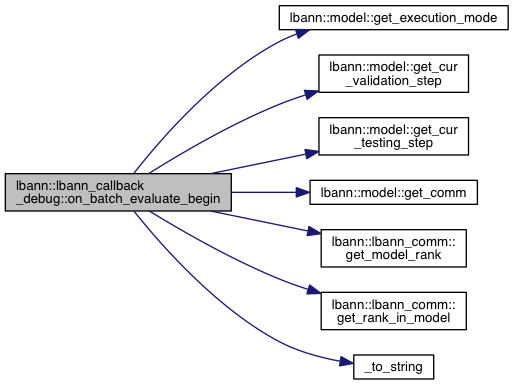 lbann::model::get_execution_mode
lbann::model::get_cur
_validation_step
lbann::model::get_cur
_testing_step
lbann::lbann_callback
_debug::on_batch_evaluate_begin
lbann::model::get_comm
lbann::lbann_comm::
get_model_rank
lbann::lbann_comm::
get_rank_in_model
_to_string